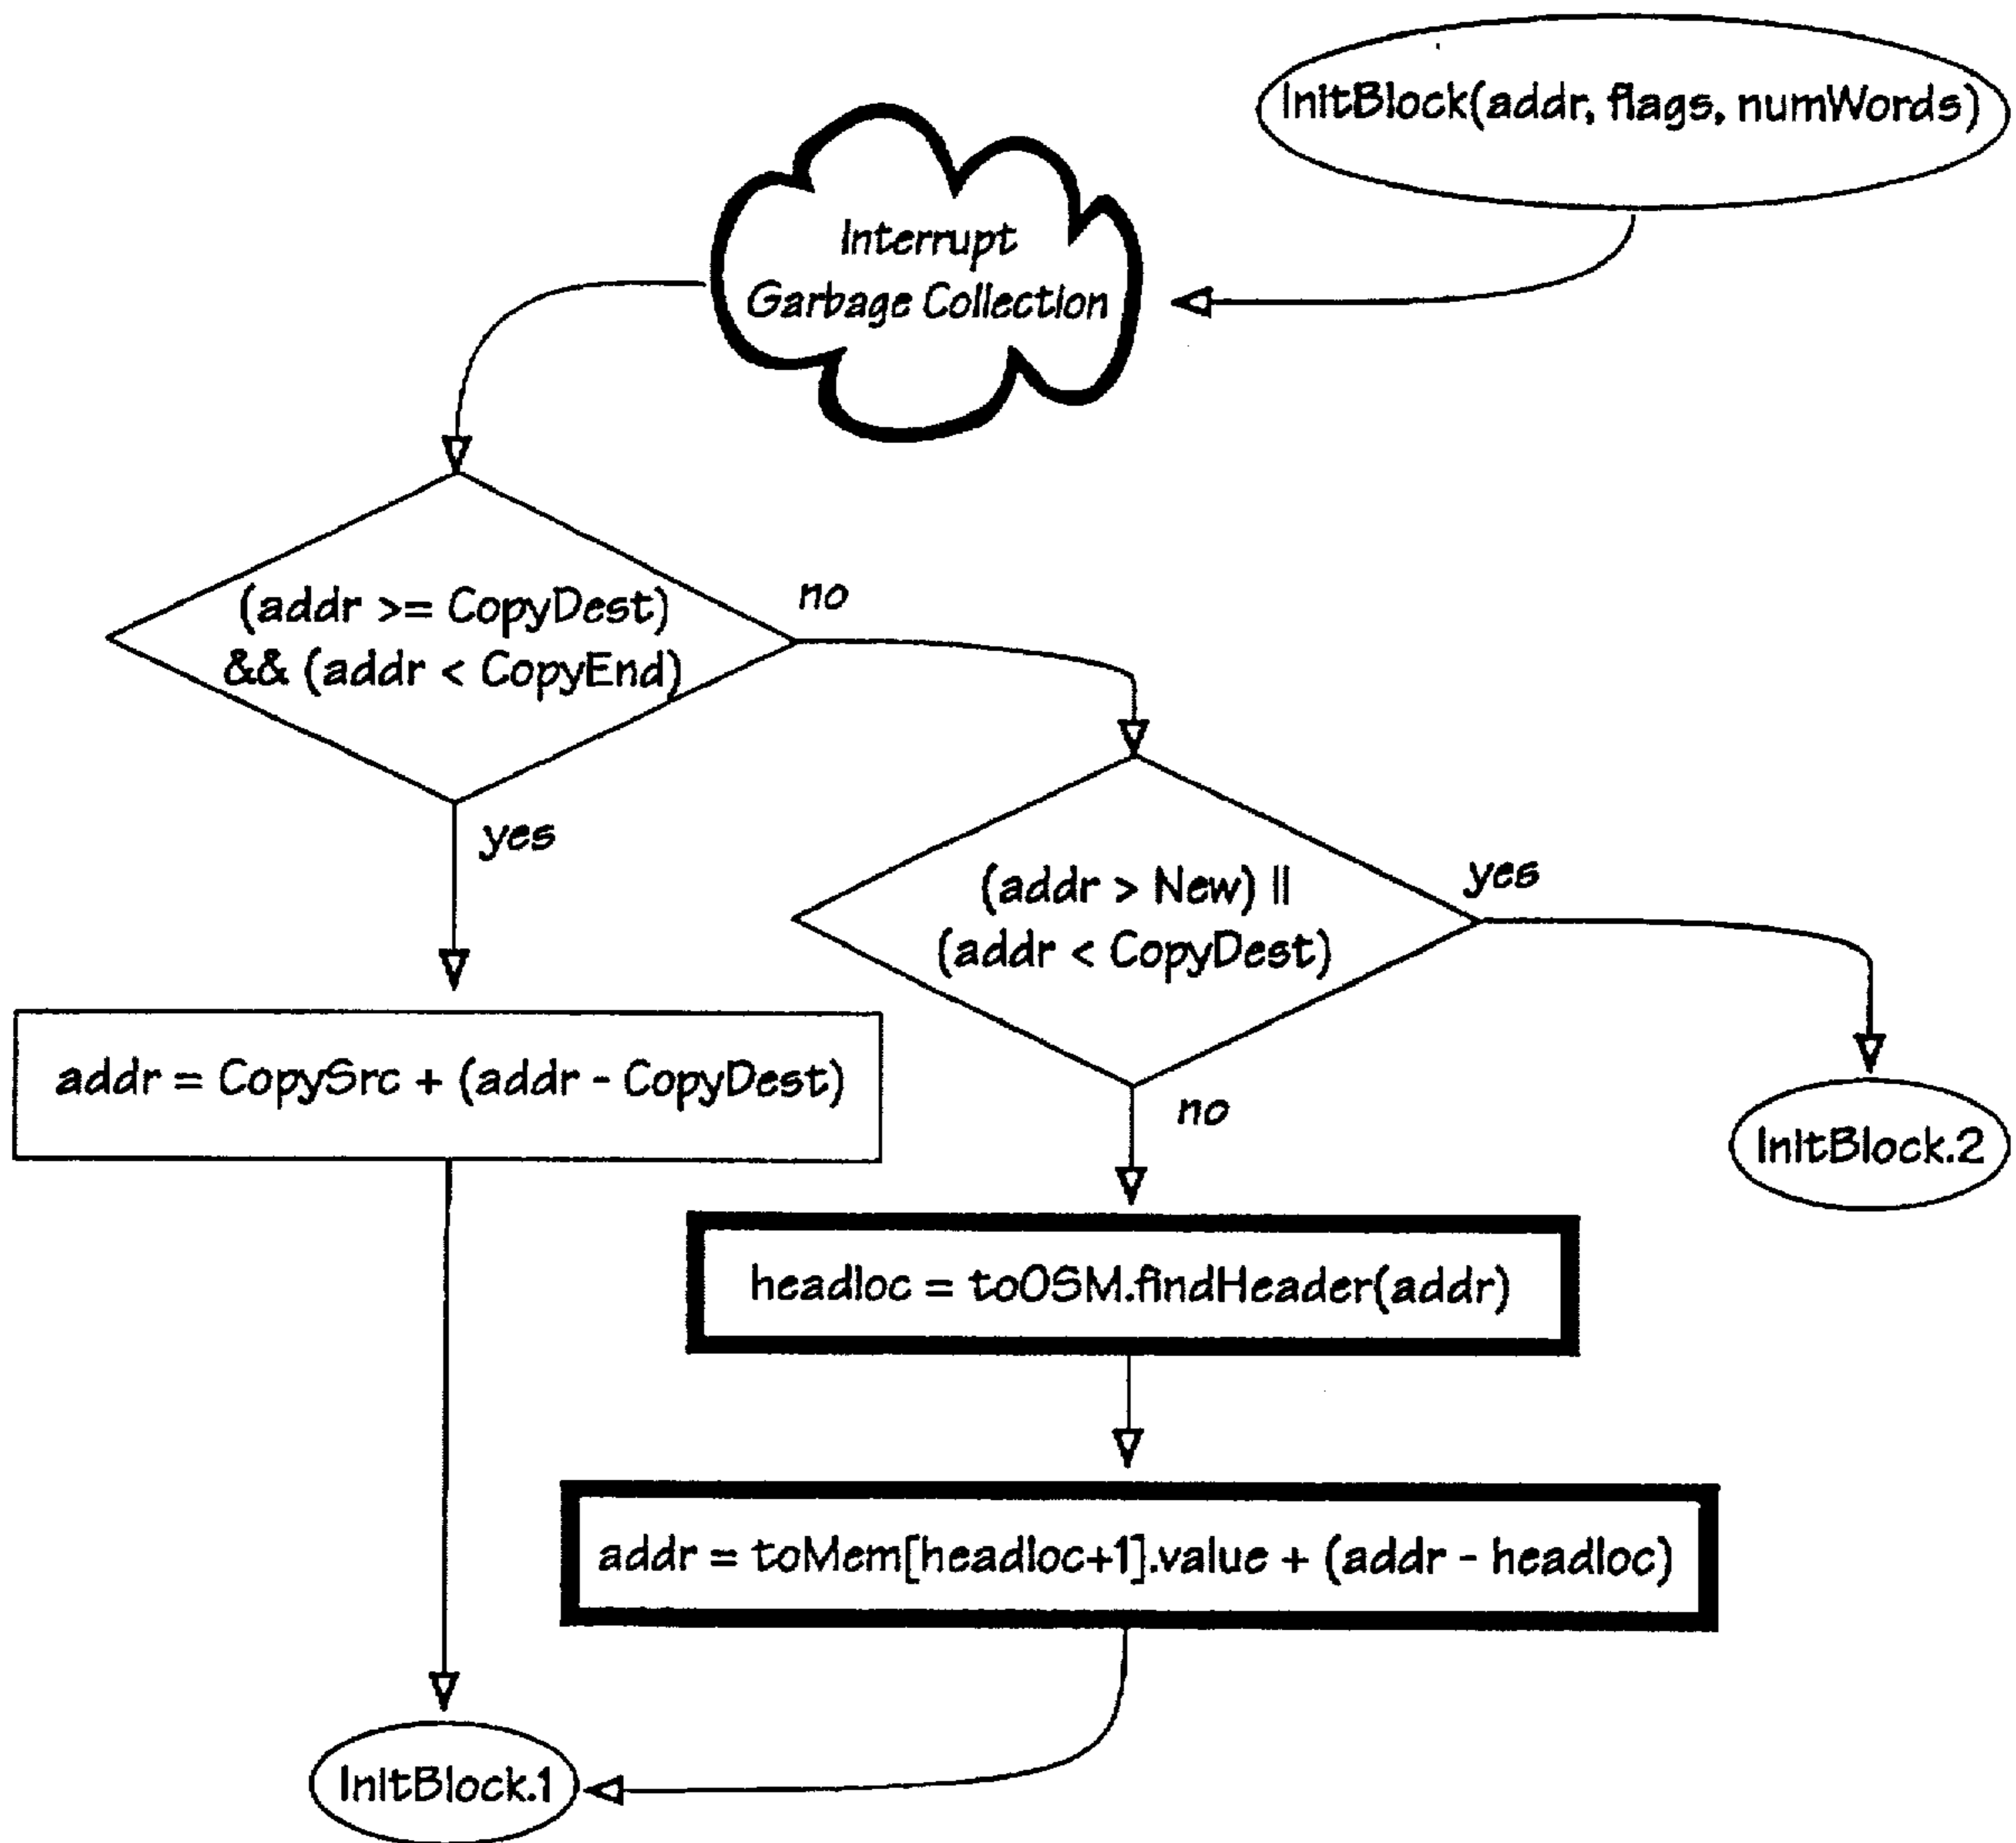 InitBlock(addr, flags, numWords)
Interrupt
Garbage Collection
(addr >= CopyDest)
&& (addr < CopyEnd)
no
yes
(addr > New) ||
(addr < CopyDest)
yes
no
addr = CopySrc + (addr - CopyDest)
InitBlock.2
headloc = toOSM.findHeader(addr)
addr = toMem[headloc+1].value + (addr - headloc)
InitBlock.1